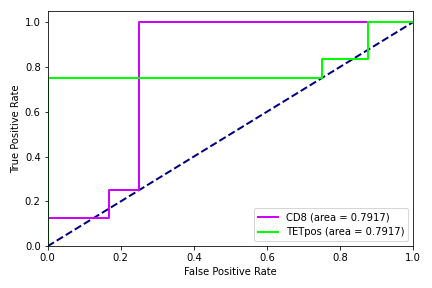 1.0
0.8
0.6
0.4
0.2
0.0
True Positive Rate
CD8 (area = 0.7917)
TETpos (area = 0.7917)
0.0 0.2 0.4 0.6 0.8 1.0
False Positive Rate